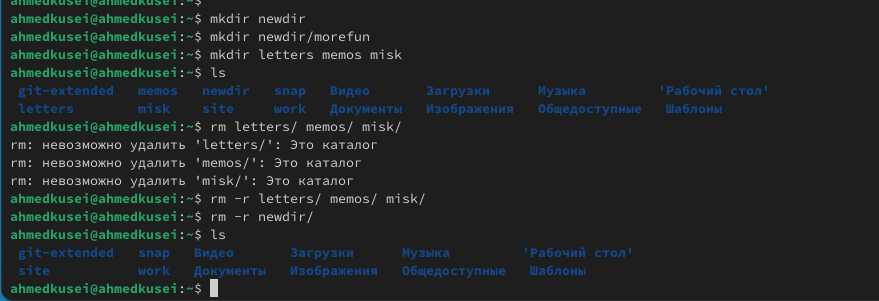 ahmedkusei@ahmedkusei:~$
ahmedkusei@ahmedkusei:~$ mkdir newdir
ahmedkusei@ahmedkusei:~$ mkdir newdir/morefun
ahmedkusei@ahmedkusei:~$ mkdir letters memos misk
ahmedkusei@ahmedkusei:~$ ls
git-extended memos newdir snap Видео Загрузки Музыка 'Рабочий стол'
letters misk site work Документы Изображения Общедоступные Шаблоны
ahmedkusei@ahmedkusei:~$ rm letters/ memos/ misk/
rm: невозможно удалить 'letters/': Это каталог
rm: невозможно удалить 'memos/': Это каталог
rm: невозможно удалить 'misk/': Это каталог
ahmedkusei@ahmedkusei:~$ rm -r letters/ memos/ misk/
ahmedkusei@ahmedkusei:~$ rm -r newdir/
ahmedkusei@ahmedkusei:~$ ls
git-extended snap Видео Загрузки Музыка 'Рабочий стол'
site work Документы Изображения Общедоступные Шаблоны
ahmedkusei@ahmedkusei:~$